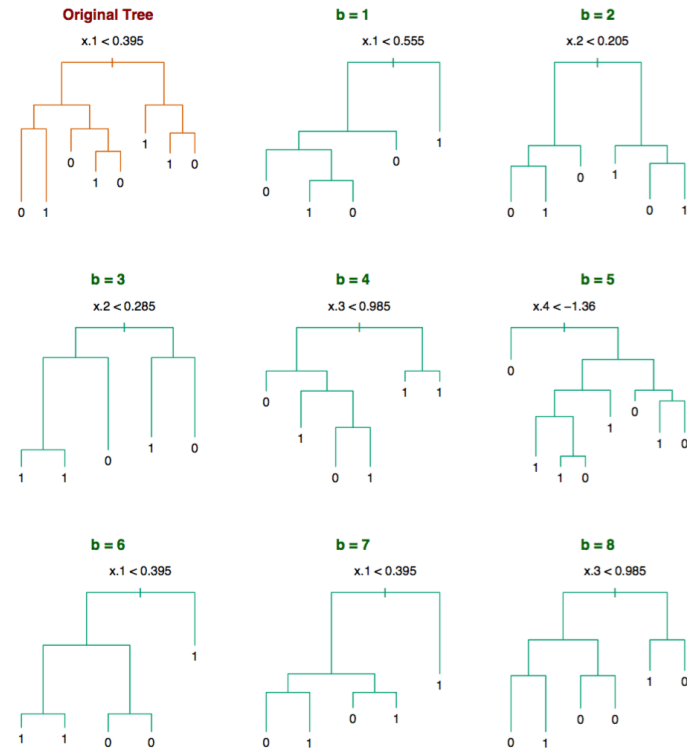 Original Tree
x.1 < 0.395
0 1
0
1 0
1
1 0
b = 1
x.1 < 0.555
0
1 0
0
1
b = 2
x.2 < 0.205
0 1
0
1
0 1
b = 3
x.2 < 0.285
1 1
0
1 0
b = 4
x.3 < 0.985
0
1
0 1
1 1
b = 5
x.4 < −1.36
0
1
1 0
1
0
1 0
b = 6
x.1 < 0.395
1 1
0 0
1
b = 7
x.1 < 0.395
0 1
0 1
1
b = 8
x.3 < 0.985
0 1
0 0
1 0